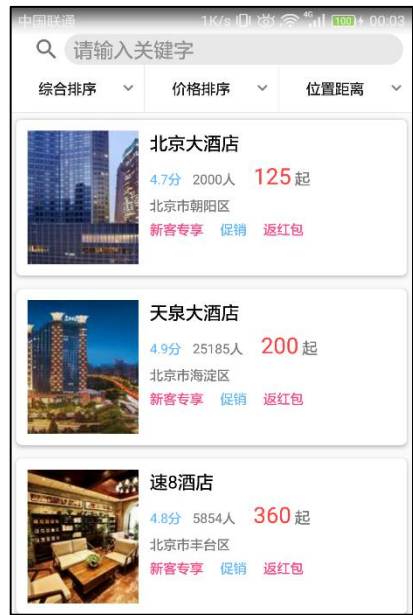 中国联通 1K/s 4G 100 00:03
请输入关键字
综合排序 价格排序 位置距离
北京大酒店
4.7分 2000人 125起
北京市朝阳区
新客专享 促销 返红包
天泉大酒店
4.9分 25185人 200起
北京市海淀区
新客专享 促销 返红包
速8酒店
4.8分 5854人 360起
北京市丰台区
新客专享 促销 返红包